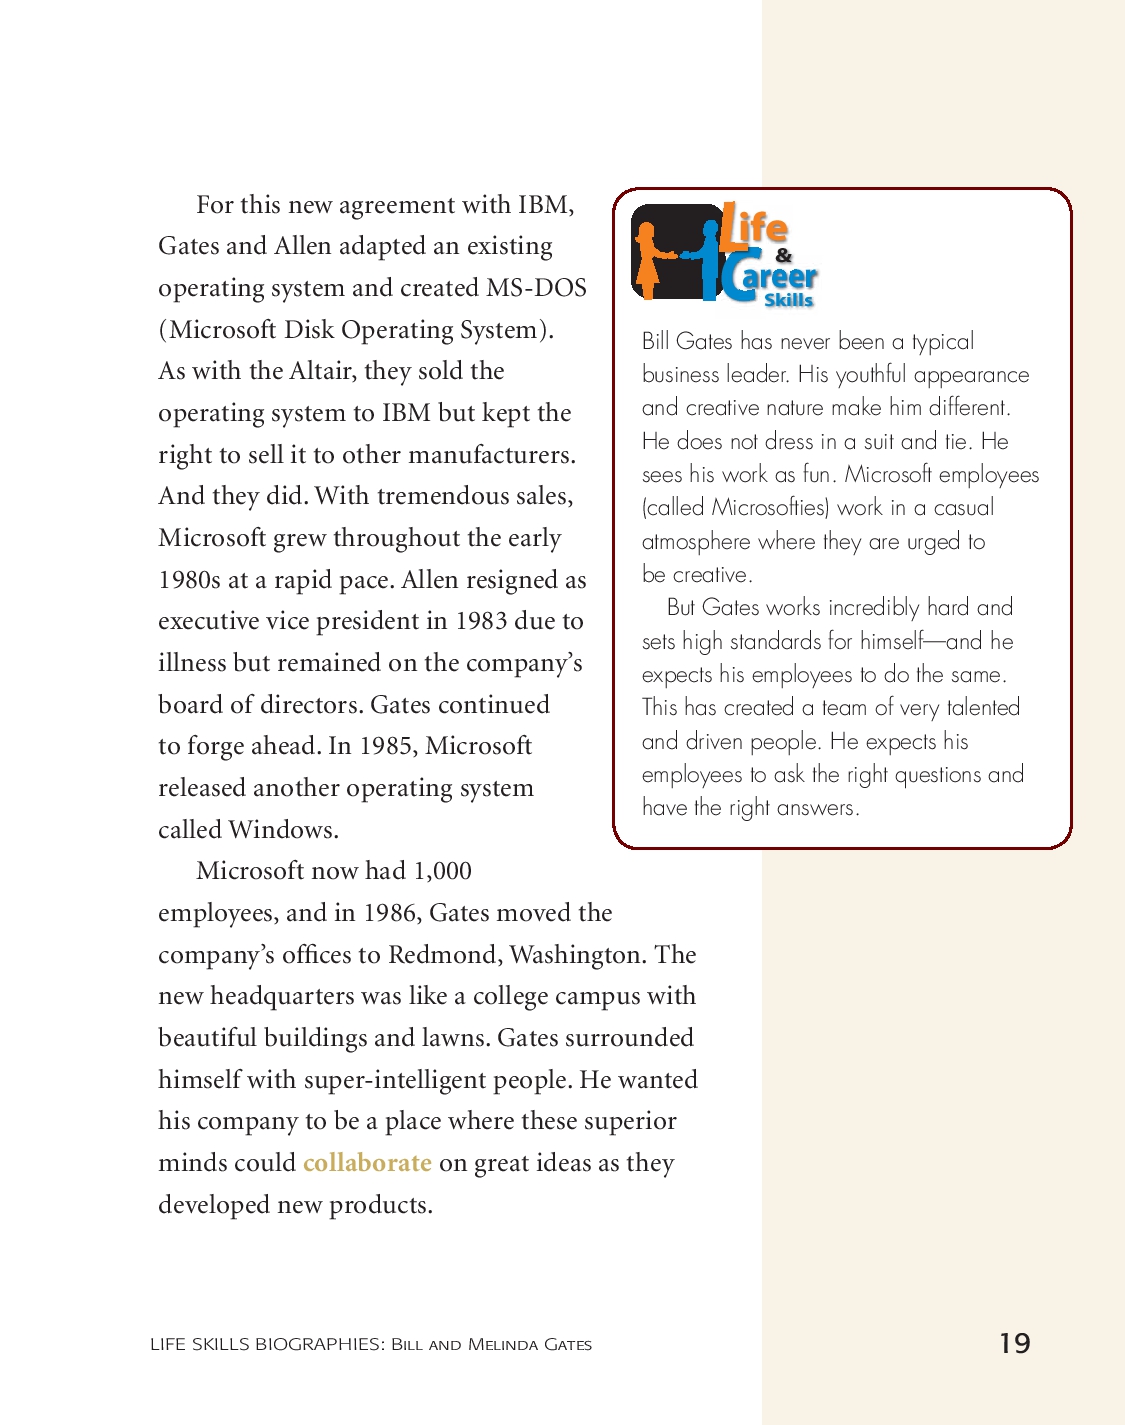 For this new agreement with IBM,
Gates and Allen adapted an existing
operating system and created MS-DOS
(Microsoft Disk Operating System).
As with the Altair, they sold the
operating system to IBM but kept the
right to sell it to other manufacturers.
And they did. With tremendous sales,
Microsoft grew throughout the early
1980s at a rapid pace. Allen resigned as
executive vice president in 1983 due to
illness but remained on the company’s
board of directors. Gates continued
to forge ahead. In 1985, Microsoft
released another operating system
called Windows.
Microsoft now had 1,000
employees, and in 1986, Gates moved the
company’s offices to Redmond, Washington. The
new headquarters was like a college campus with
beautiful buildings and lawns. Gates surrounded
himself with super-intelligent people. He wanted
his company to be a place where these superior
minds could collaborate on great ideas as they
developed new products.
Life
&
Career
Skills
Bill Gates has never been a typical
business leader. His youthful appearance
and creative nature make him different.
He does not dress in a suit and tie. He
sees his work as fun. Microsoft employees
(called Microsofties) work in a casual
atmosphere where they are urged to
be creative.
But Gates works incredibly hard and
sets high standards for himself—and he
expects his employees to do the same.
This has created a team of very talented
and driven people. He expects his
employees to ask the right questions and
have the right answers.
LIFE SKILLS BIOGRAPHIES: BILL AND MELINDA GATES
19